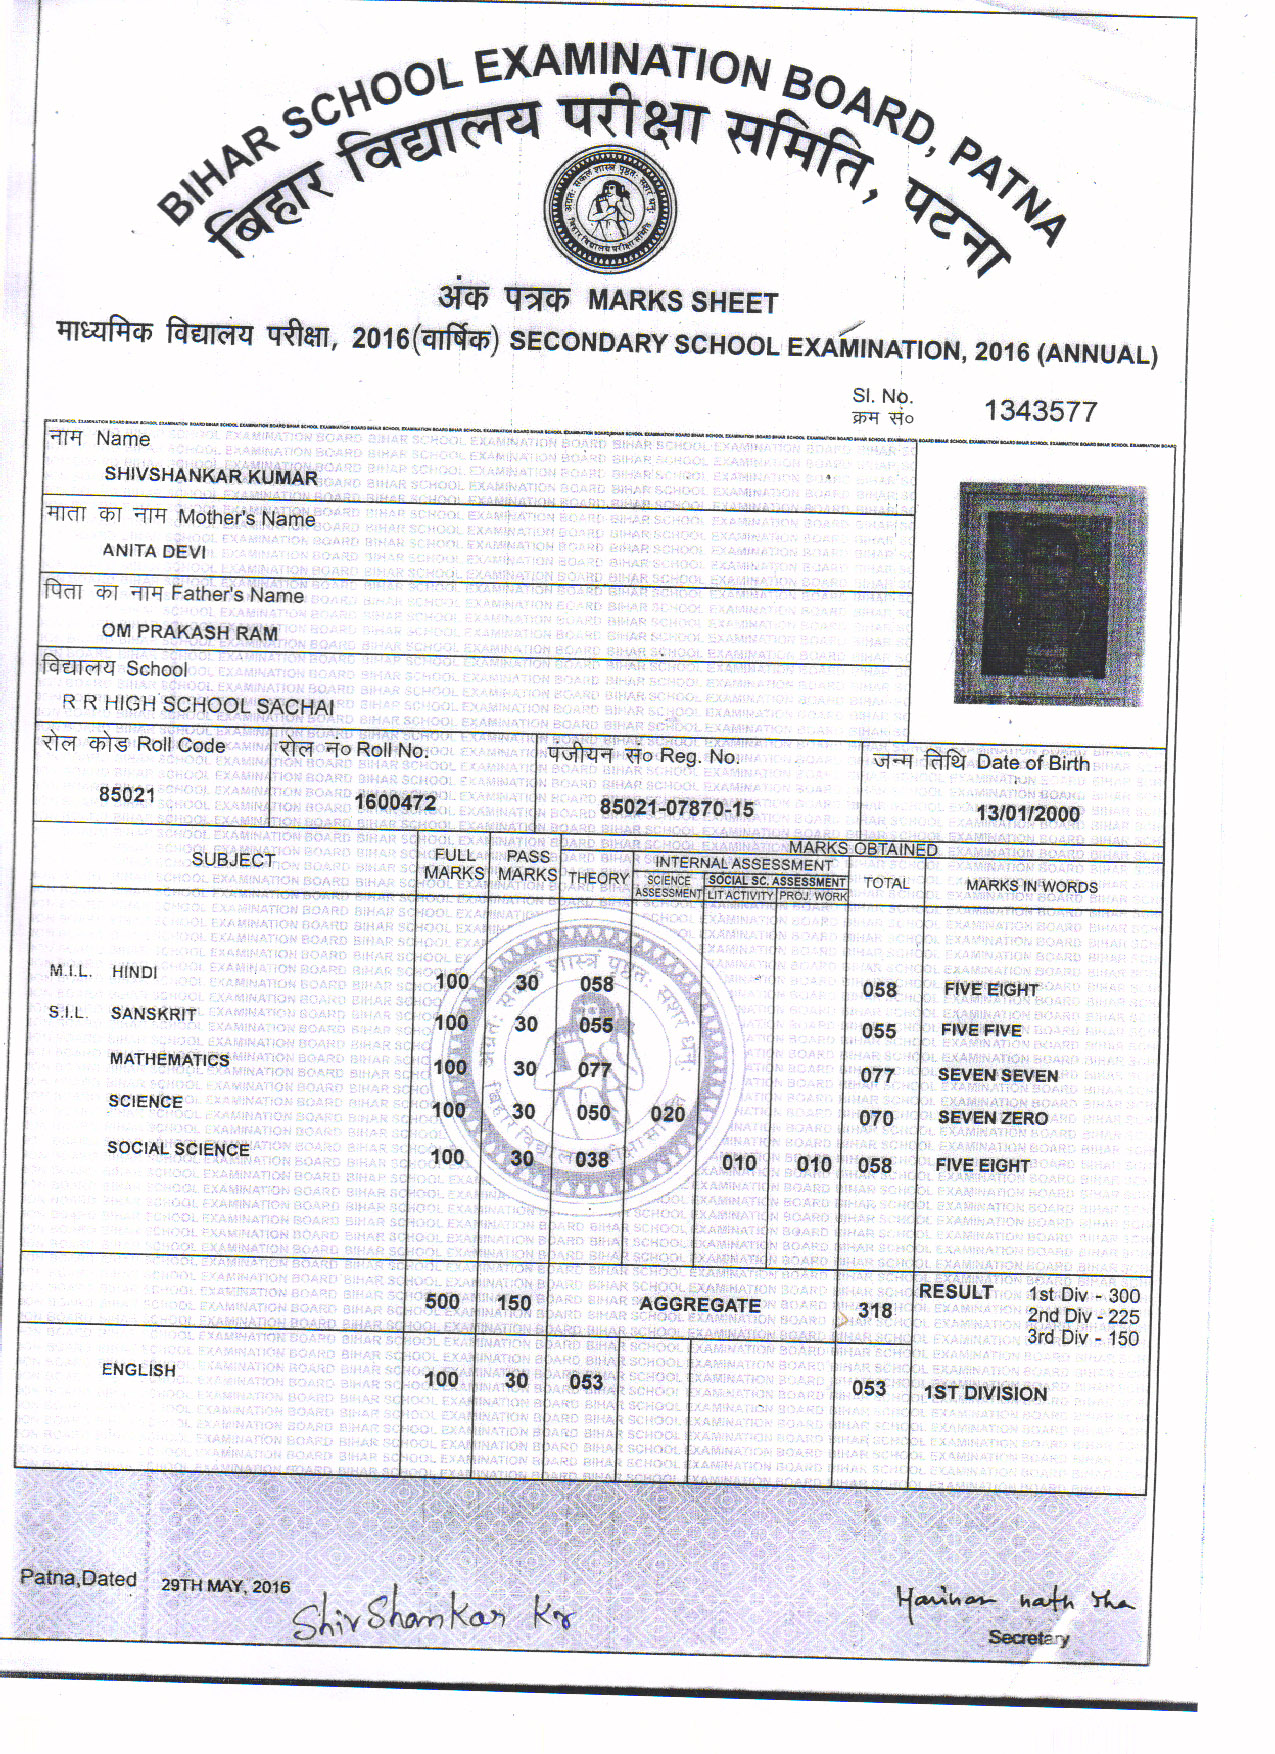 BIHAR SCHOOL EXAMINATION BOARD, PATNA
बिहार विद्यालय परीक्षा समिति, पटना
अंक पत्रक MARKS SHEET
माध्यमिक विद्यालय परीक्षा, 2016 (वार्षिक) SECONDARY SCHOOL EXAMINATION, 2016 (ANNUAL)
Sl. No.
क्रम सं० 1343577
नाम Name
SHIVSHANKAR KUMAR
माता का नाम Mother's Name
ANITA DEVI
पिता का नाम Father's Name
OM PRAKASH RAM
विद्यालय School
R R HIGH SCHOOL SACHAI
रोल कोड Roll Code रोल नं० Roll No. पंजीयन सं० Reg. No. जन्म तिथि Date of Birth
85021 1600472 85021-07870-15 13/01/2000
SUBJECT FULL MARKS PASS MARKS MARKS OBTAINED
THEORY INTERNAL ASSESSMENT TOTAL MARKS IN WORDS
SCIENCE ASSESSMENT SOCIAL SC. ASSESSMENT
LIT ACTIVITY PROJ. WORK
M.I.L. HINDI 100 30 058 058 FIVE EIGHT
S.I.L. SANSKRIT 100 30 055 055 FIVE FIVE
MATHEMATICS 100 30 077 077 SEVEN SEVEN
SCIENCE 100 30 050 020 070 SEVEN ZERO
SOCIAL SCIENCE 100 30 038 010 010 058 FIVE EIGHT
500 150 AGGREGATE 318 RESULT 1st Div - 300
2nd Div - 225
3rd Div - 150
ENGLISH 100 30 053 053 1ST DIVISION
Patna,Dated 29TH MAY, 2016
ShivShankar Kr
Harihar nath Jha
Secretary